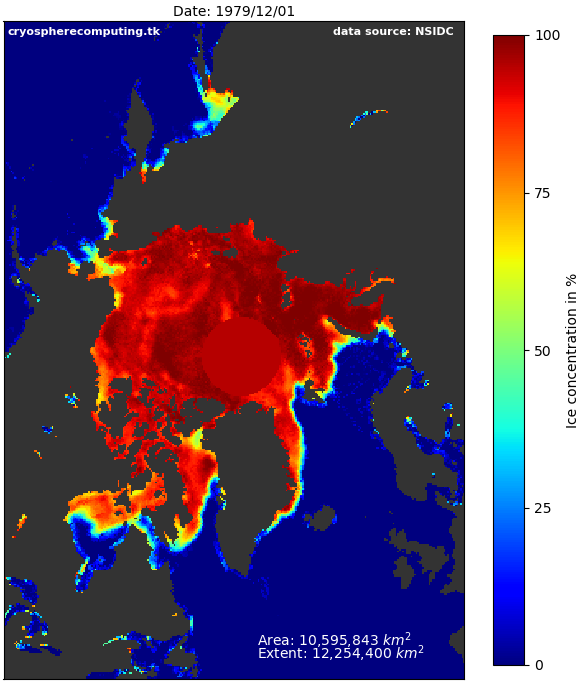 Date: 1979/12/01
cryospherecomputing.tk
data source: NSIDC
100
75
50
25
0
Ice concentration in %
Area: 10,595,843 km²
Extent: 12,254,400 km²